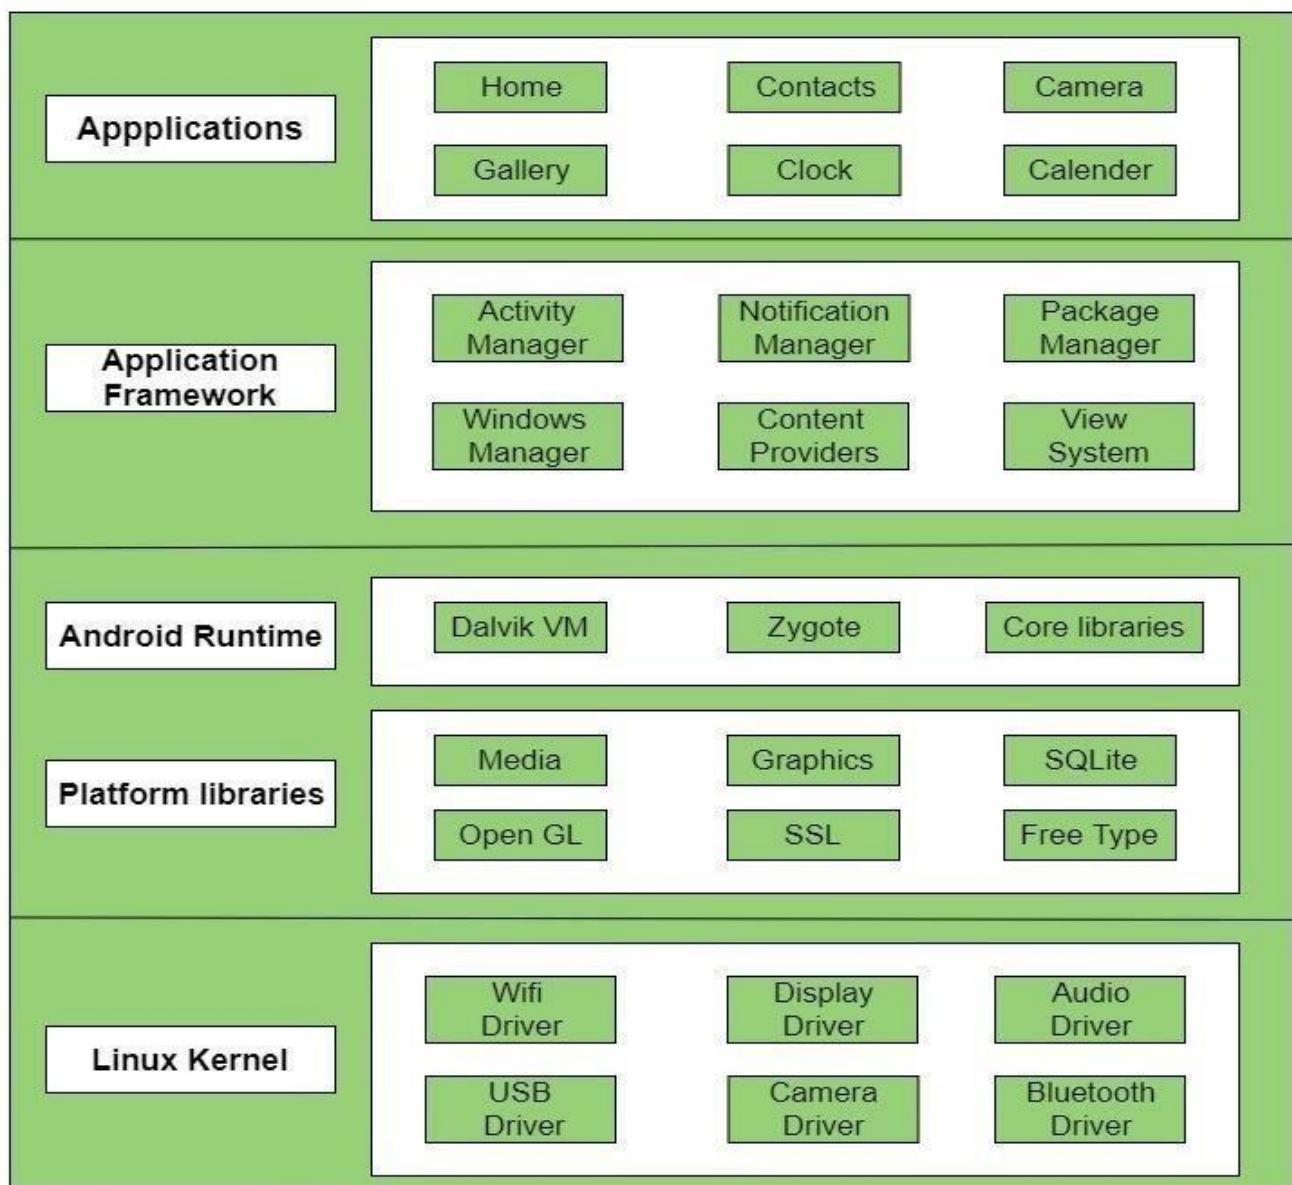 Appplications
Home
Contacts
Camera
Gallery
Clock
Calender
Application
Framework
Activity
Manager
Notification
Manager
Package
Manager
Windows
Manager
Content
Providers
View
System
Android Runtime
Dalvik VM
Zygote
Core libraries
Platform libraries
Media
Graphics
SQLite
Open GL
SSL
Free Type
Linux Kernel
Wifi
Driver
Display
Driver
Audio
Driver
USB
Driver
Camera
Driver
Bluetooth
Driver